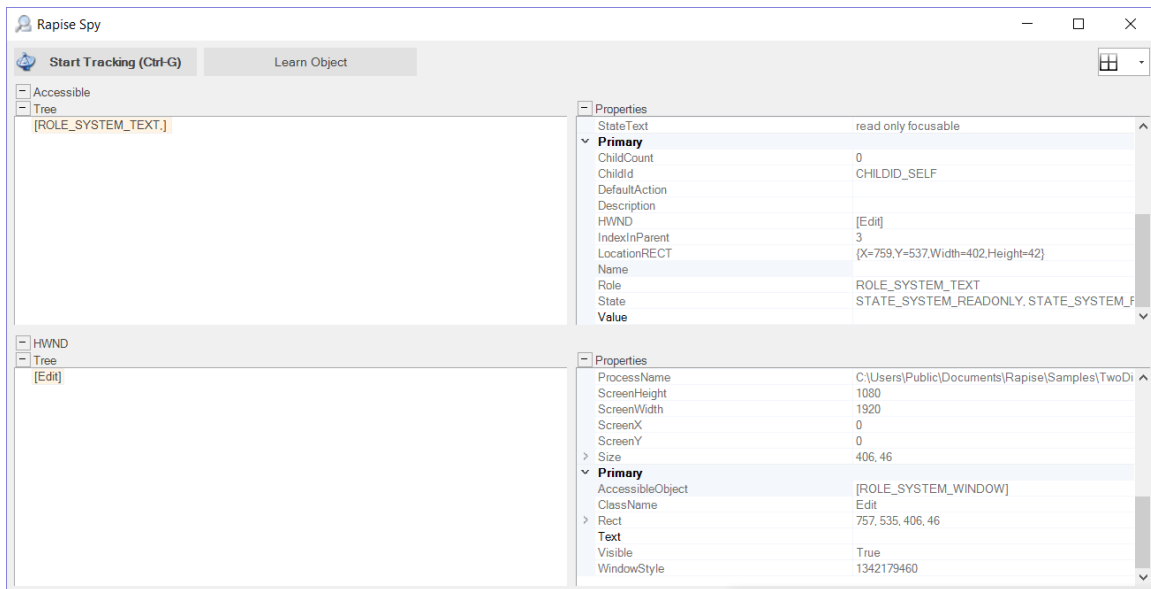 Rapise Spy
Start Tracking (Ctrl-G) Learn Object
Accessible
Tree
[ROLE_SYSTEM_TEXT,]
Properties
StateText read only focusable
Primary
ChildCount 0
ChildId CHILDID_SELF
DefaultAction
Description
HWND [Edit]
IndexInParent 3
LocationRECT {X=759,Y=537,Width=402,Height=42}
Name
Role ROLE_SYSTEM_TEXT
State STATE_SYSTEM_READONLY, STATE_SYSTEM_F
Value
HWND
Tree
[Edit]
Properties
ProcessName C:\Users\Public\Documents\Rapise\Samples\TwoDi
ScreenHeight 1080
ScreenWidth 1920
ScreenX 0
ScreenY 0
Size 406, 46
Primary
AccessibleObject [ROLE_SYSTEM_WINDOW]
ClassName Edit
Rect 757, 535, 406, 46
Text
Visible True
WindowStyle 1342179460